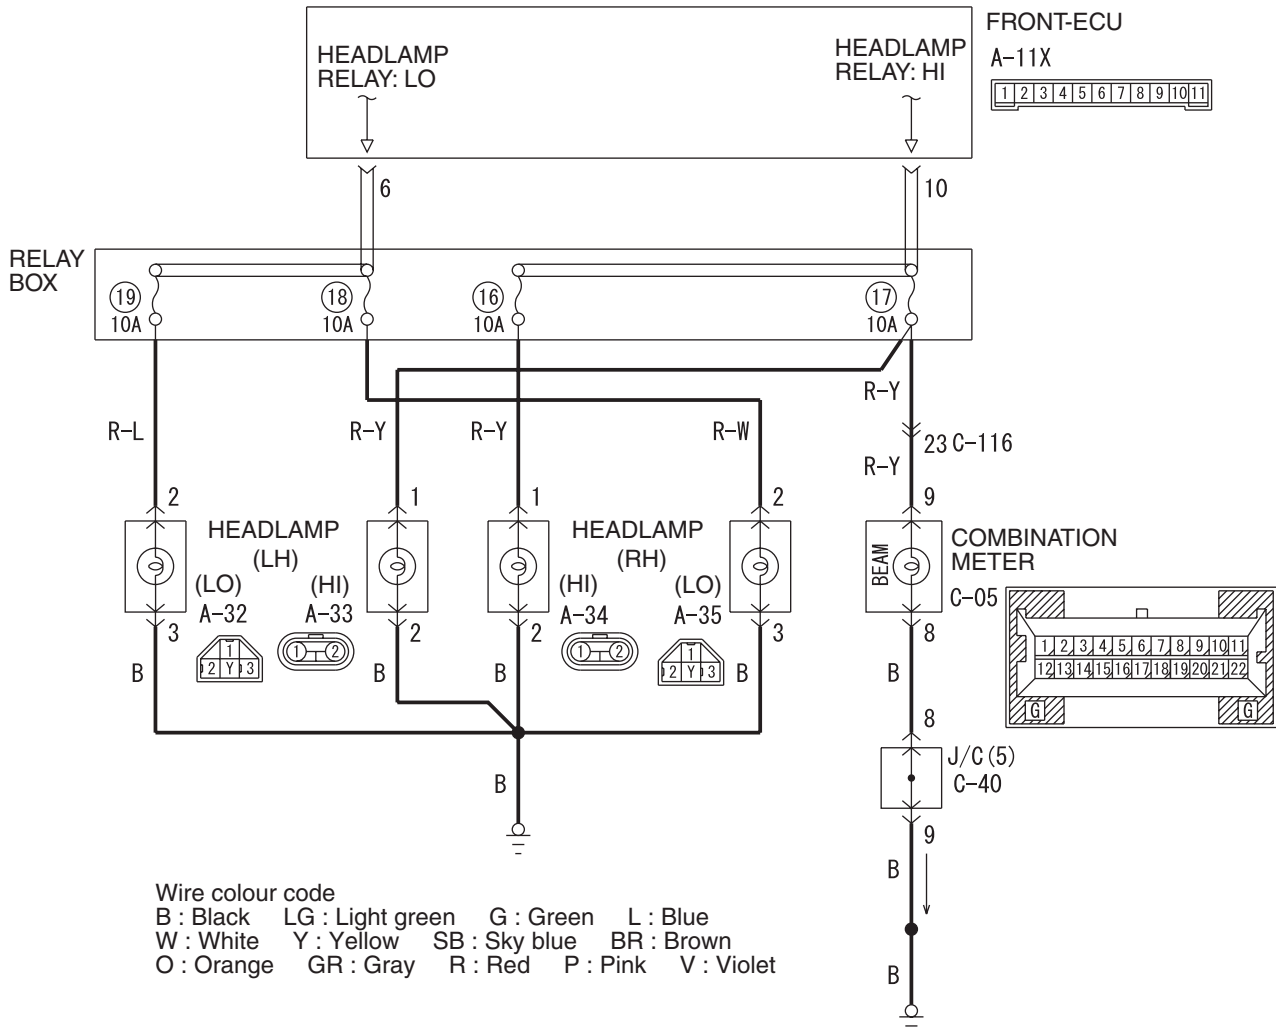 FRONT-ECU
A-11X
1 2 3 4 5 6 7 8 9 10 11
HEADLAMP
RELAY: LO
HEADLAMP
RELAY: HI
6
10
RELAY
BOX
19
10A
18
10A
16
10A
17
10A
R-L
R-Y
R-Y
R-W
R-Y
23 C-116
R-Y
2
1
1
2
9
HEADLAMP
(LH)
(LO)
A-32
(HI)
A-33
HEADLAMP
(RH)
(HI)
A-34
(LO)
A-35
BEAM
COMBINATION
METER
C-05
1
2 Y 3
1 2
1 2
1
2 Y 3
1 2 3 4 5 6 7 8 9 10 11
12 13 14 15 16 17 18 19 20 21 22
G
G
3
2
2
3
8
B
B
B
B
B
8
J/C(5)
C-40
B
9
B
B
Wire colour code
B : Black LG : Light green G : Green L : Blue
W : White Y : Yellow SB : Sky blue BR : Brown
O : Orange GR : Gray R : Red P : Pink V : Violet